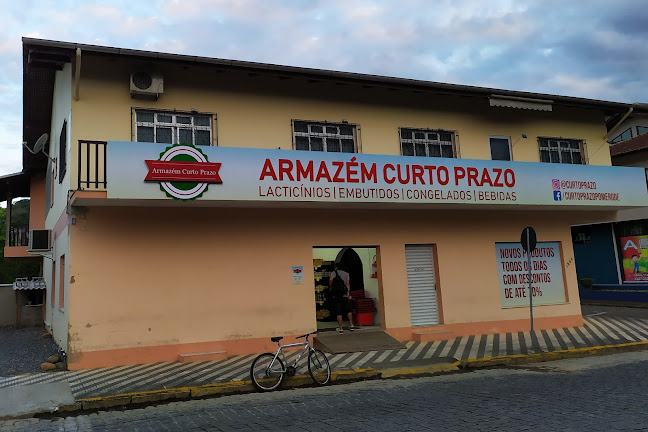 Armazém Curto Prazo
ARMAZÉM CURTO PRAZO
LACTICÍNIOS | EMBUTIDOS | CONGELADOS | BEBIDAS
@CURTOPRAZO
/CURTOPRAZOPOMERODE
NOVOS PRODUTOS
TODOS OS DIAS
COM DESCONTOS
DE ATÉ 70%